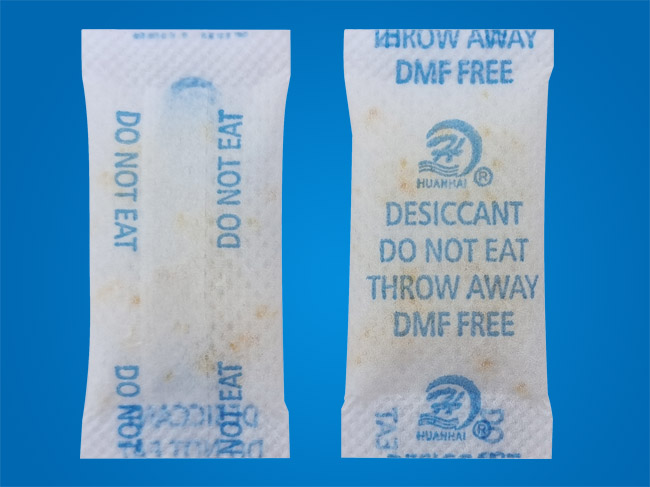 DO NOT EAT
DO NOT EAT
DO NOT
NOT EAT
THROW AWAY
DMF FREE
HUANHAI ®
DESICCANT
DO NOT EAT
THROW AWAY
DMF FREE
HUANHAI ®